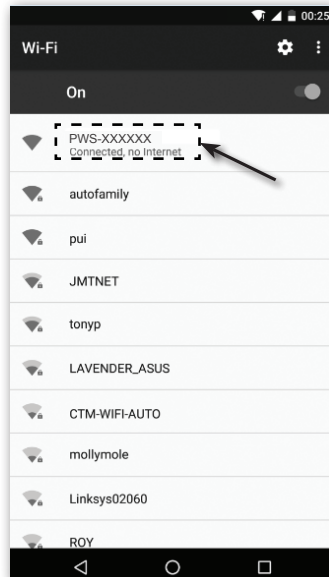 00:25
Wi-Fi
On
PWS-XXXXXX
Connected, no Internet
autofamily
pui
JMTNET
tonyp
LAVENDER_ASUS
CTM-WIFI-AUTO
mollymole
Linksys02060
ROY